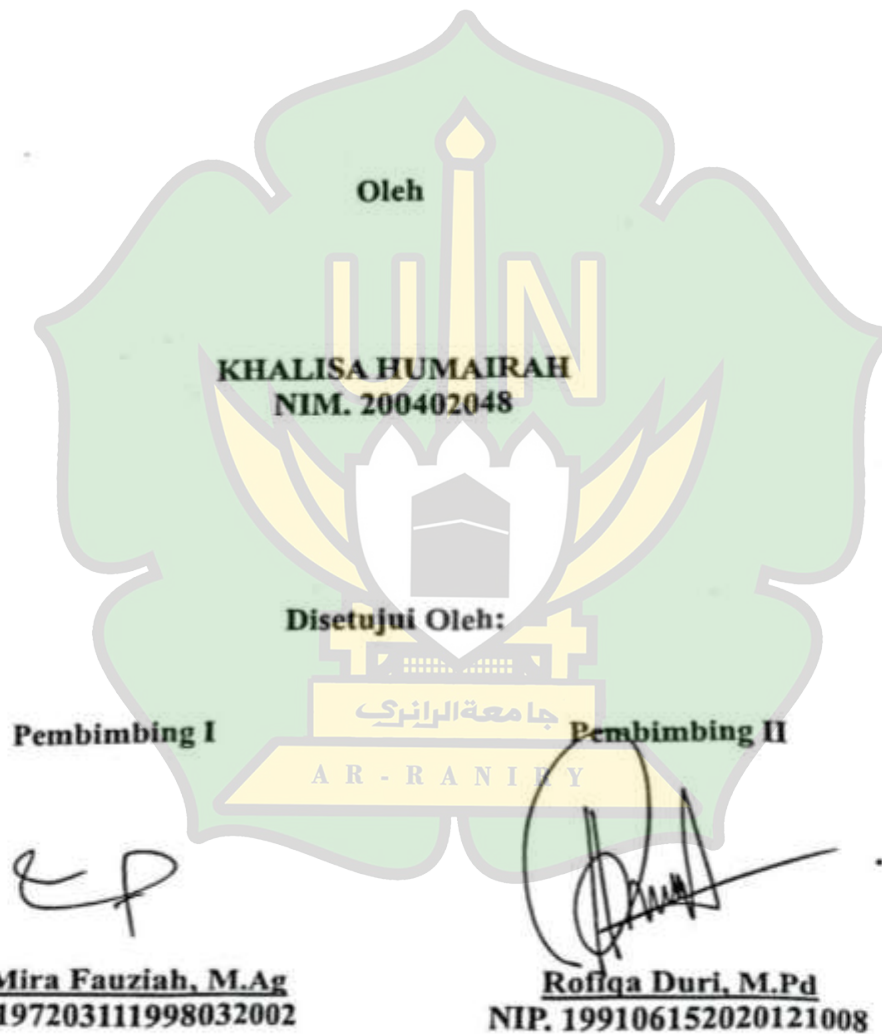 Oleh
UIN
KHALISA HUMAIRAH
NIM. 200402048
Disetujui Oleh:
جامعة الرانري
AR-RANIRY
Pembimbing I
Pembimbing II
Mira Fauziah, M.Ag
197203111998032002
Rofiqa Duri, M.Pd
NIP. 199106152020121008